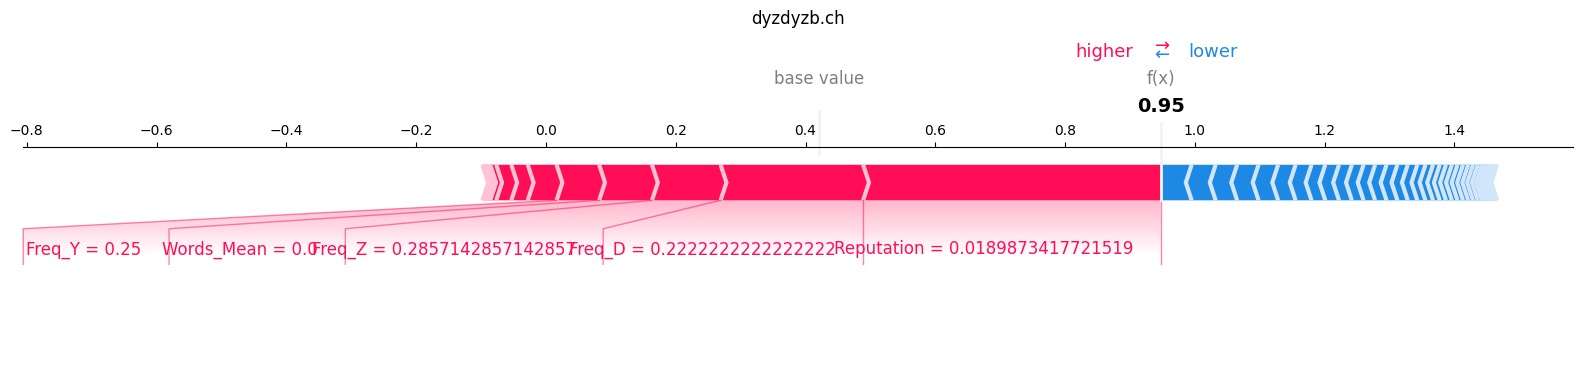 dyzdyzb.ch
higher ⇄ lower
base value f(x)
0.95
−0.8 −0.6 −0.4 −0.2 0.0 0.2 0.4 0.6 0.8 1.0 1.2 1.4
Freq_Y = 0.25 Words_Mean = 0.0 Freq_Z = 0.2857142857142857 Freq_D = 0.2222222222222222 Reputation = 0.0189873417721519